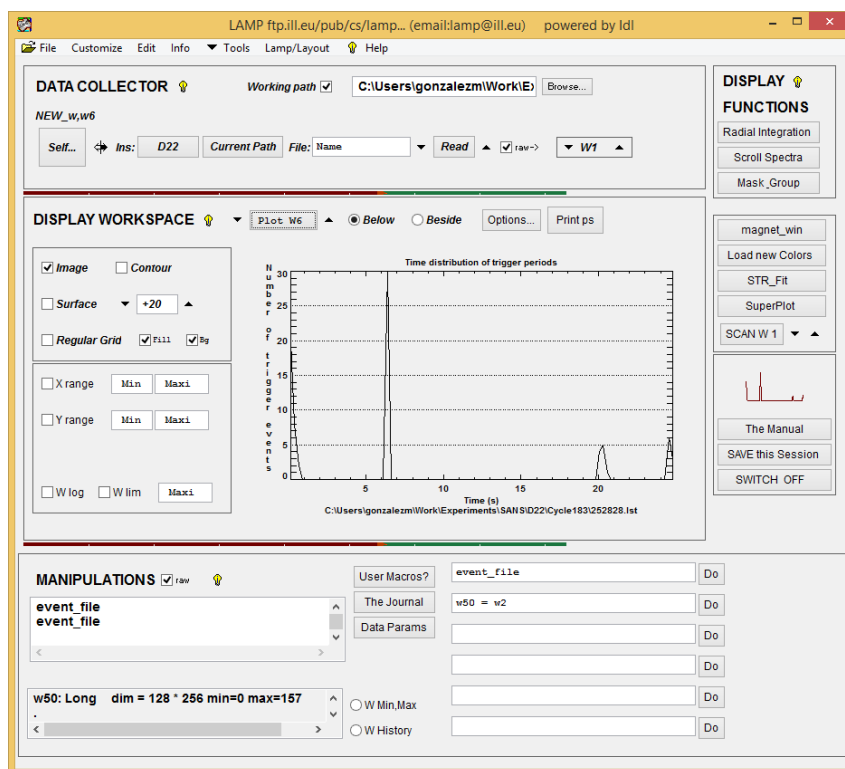 LAMP ftp.ill.eu/pub/cs/lamp... (email:lamp@ill.eu) powered by Idl
File Customize Edit Info Tools Lamp/Layout Help
DATA COLLECTOR Working path C:\Users\gonzalezm\Work\E) Browse...
NEW_w,w6
Self... Ins: D22 Current Path File: Name Read raw-> W1
DISPLAY
FUNCTIONS
Radial Integration
Scroll Spectra
Mask_Group
DISPLAY WORKSPACE Plot W6 Below Beside Options... Print ps
Image Contour
Surface +20
Regular Grid Fill Bg
X range Min Maxi
Y range Min Maxi
W log W lim Maxi
Time distribution of trigger periods
Number of trigger events
30
25
20
15
10
5
0
5 10 15 20
Time (s)
C:\Users\gonzalezm\Work\Experiments\SANS\D22\Cycle183\252828.lst
magnet_win
Load new Colors
STR_Fit
SuperPlot
SCAN W 1
The Manual
SAVE this Session
SWITCH OFF
MANIPULATIONS raw
event_file
event_file
w50: Long dim = 128 * 256 min=0 max=157
.
User Macros?
The Journal
Data Params
W Min,Max
W History
event_file Do
w50 = w2 Do
Do
Do
Do
Do